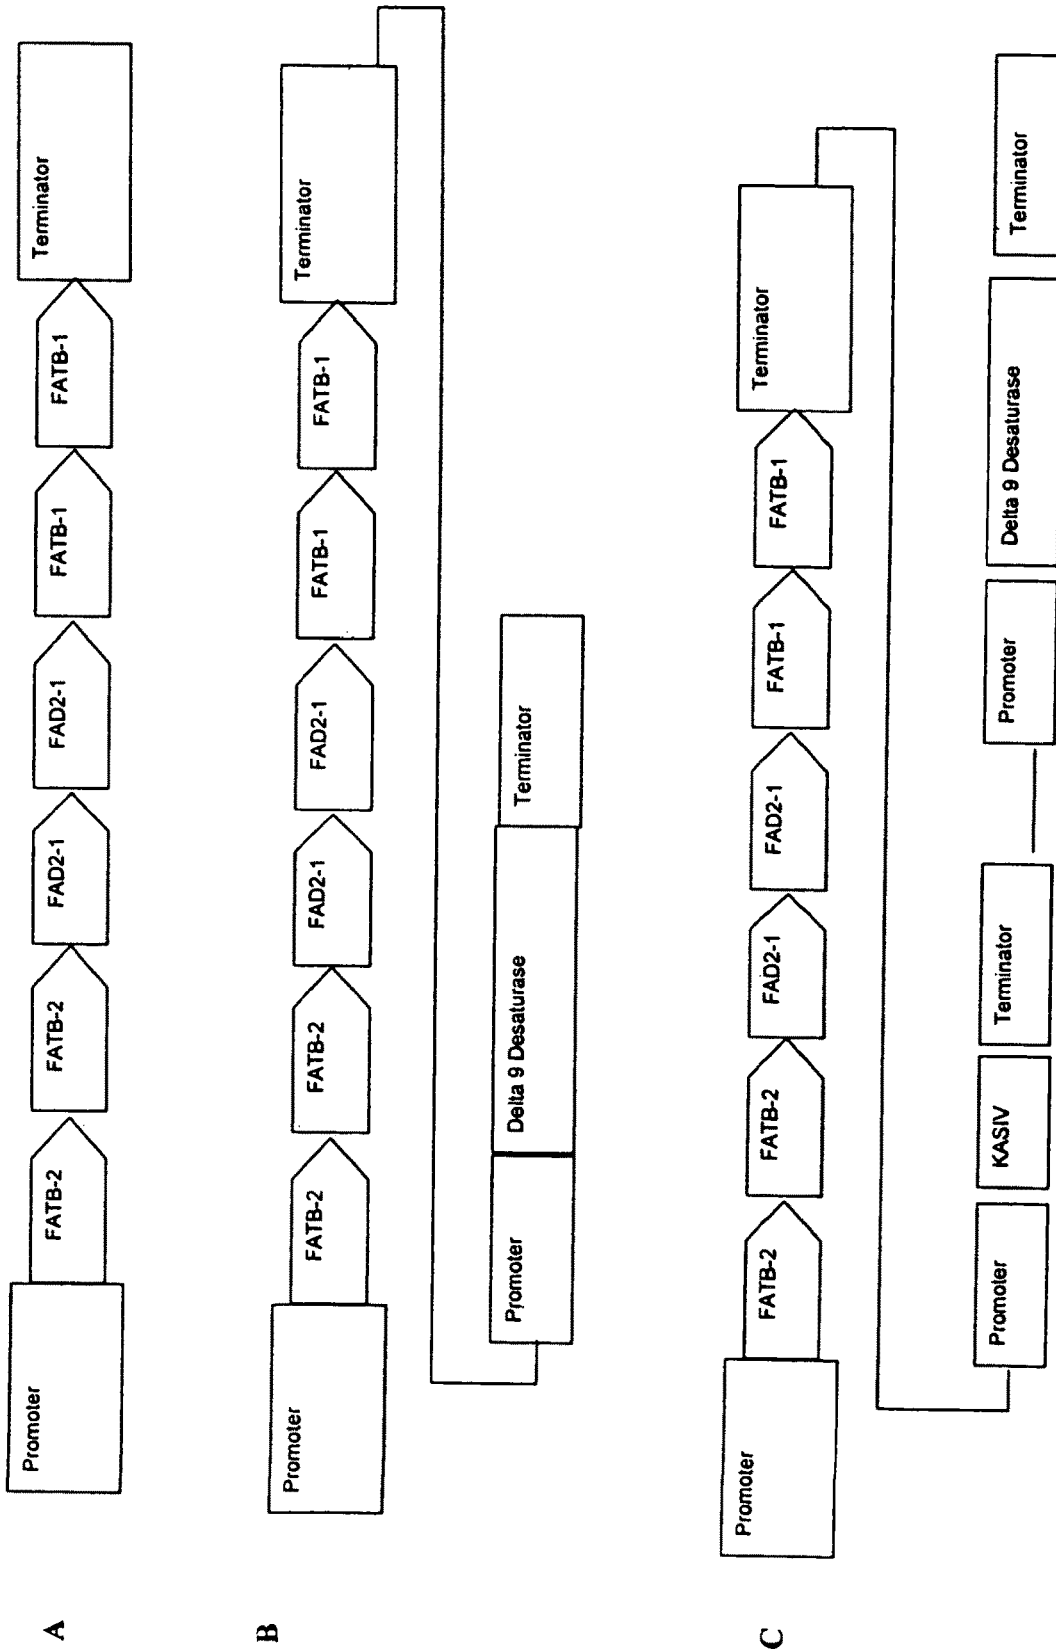 A
Promoter
FATB-2
FATB-2
FAD2-1
FAD2-1
FATB-1
FATB-1
Terminator
B
Promoter
FATB-2
FATB-2
FAD2-1
FAD2-1
FATB-1
FATB-1
Terminator
Promoter
Delta 9 Desaturase
Terminator
C
Promoter
FATB-2
FATB-2
FAD2-1
FAD2-1
FATB-1
FATB-1
Terminator
Promoter
KASIV
Terminator
Promoter
Delta 9 Desaturase
Terminator